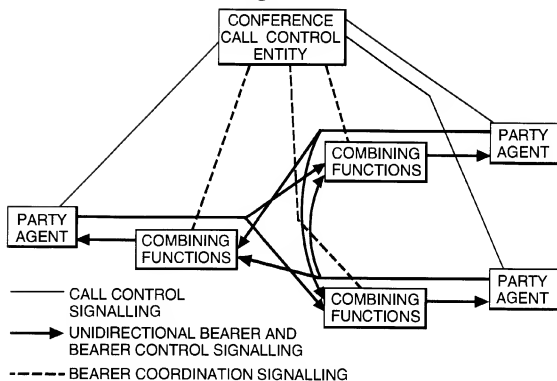 CONFERENCE
CALL CONTROL
ENTITY
PARTY
AGENT
COMBINING
FUNCTIONS
PARTY
AGENT
COMBINING
FUNCTIONS
PARTY
AGENT
COMBINING
FUNCTIONS
CALL CONTROL
SIGNALLING
UNIDIRECTIONAL BEARER AND
BEARER CONTROL SIGNALLING
BEARER COORDINATION SIGNALLING